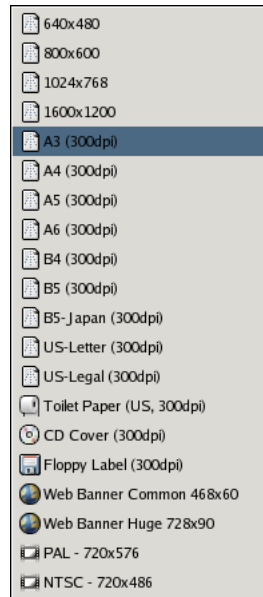 640x480
800x600
1024x768
1600x1200
A3 (300dpi)
A4 (300dpi)
A5 (300dpi)
A6 (300dpi)
B4 (300dpi)
B5 (300dpi)
B5-Japan (300dpi)
US-Letter (300dpi)
US-Legal (300dpi)
Toilet Paper (US, 300dpi)
CD Cover (300dpi)
Floppy Label (300dpi)
Web Banner Common 468x60
Web Banner Huge 728x90
PAL - 720x576
NTSC - 720x486